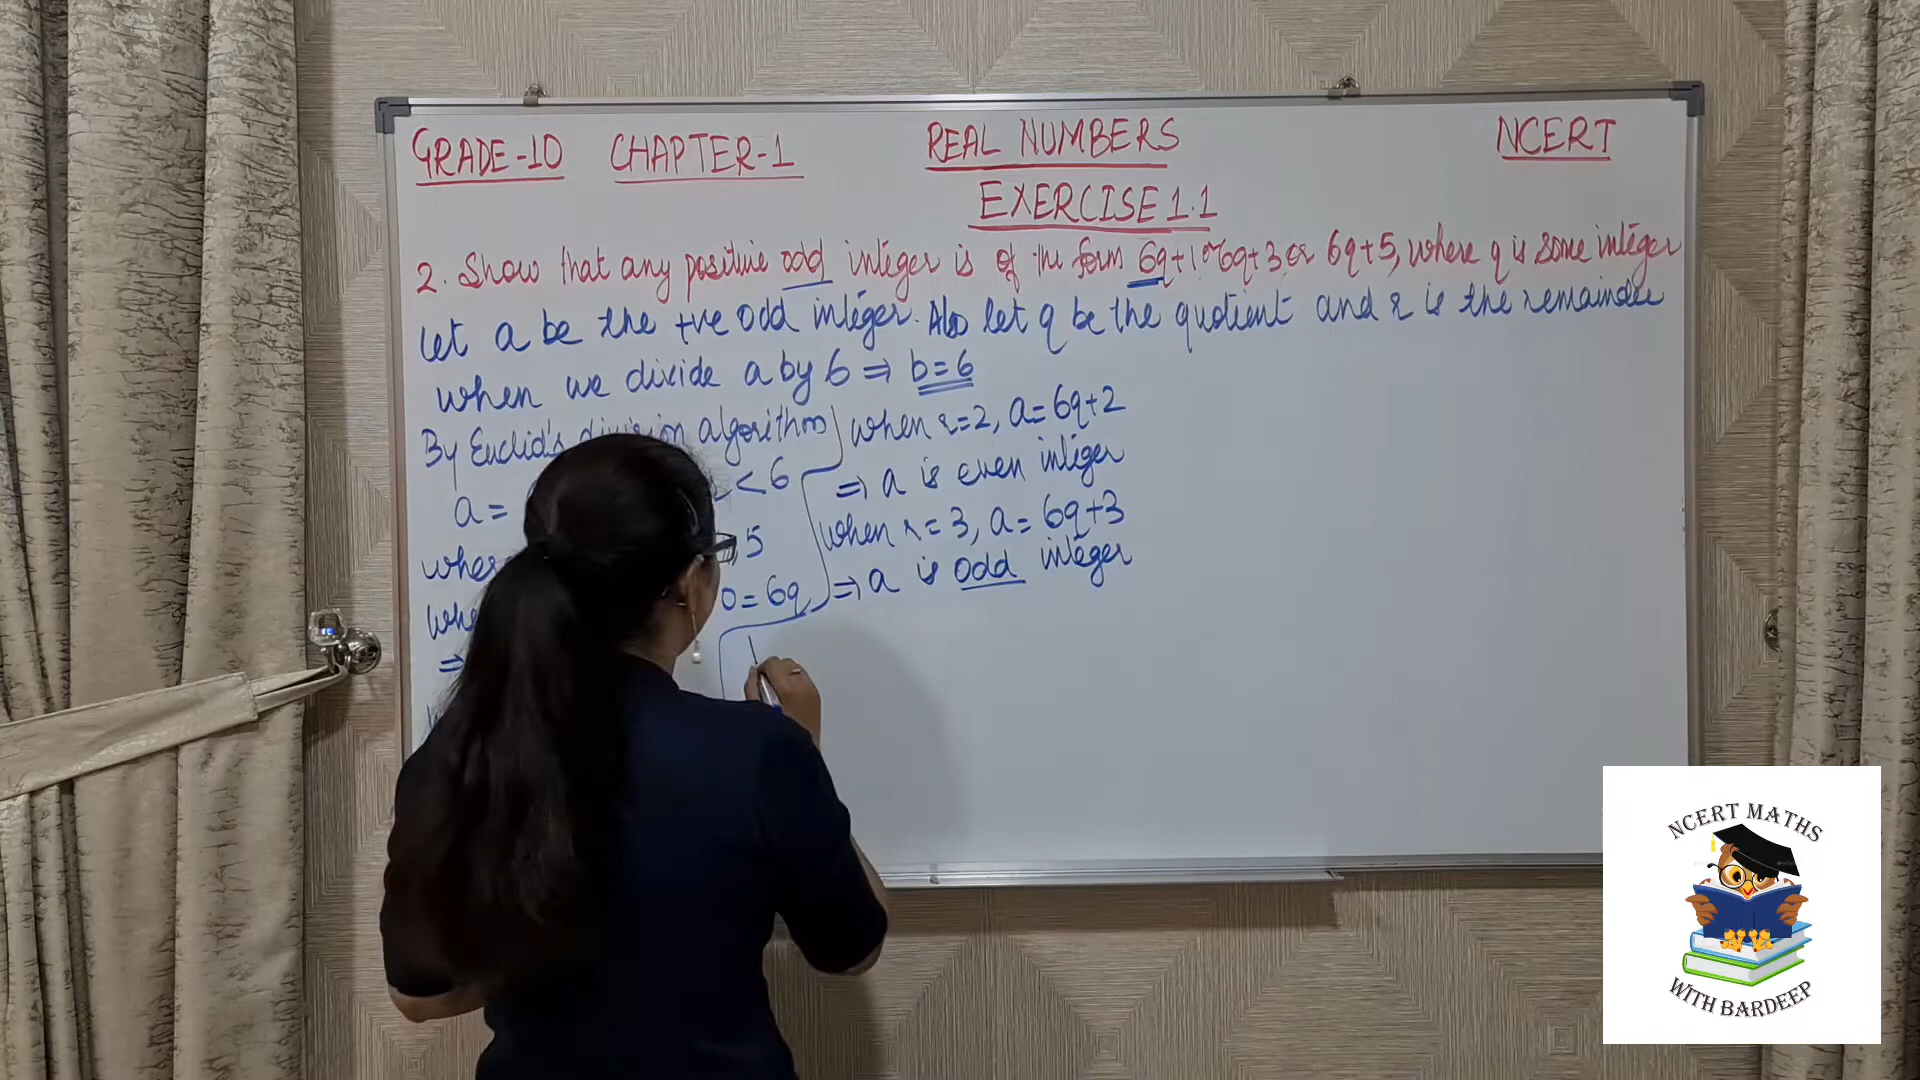 GRADE-10 CHAPTER-1 REAL NUMBERS NCERT
EXERCISE 1.1
2. Show that any positive odd integer is of the form 6q+1 or 6q+3 or 6q+5, where q is some integer
Let a be the +ve odd integer. Also let q be the quotient and r is the remainder
when we divide a by 6 ⇒ b=6
By Euclid's division algorithm
a= <6
,5
0=6q
⇒
when r=2, a=6q+2
⇒ a is even integer
when r=3, a=6q+3
⇒ a is odd integer
NCERT MATHS
WITH BARDEEP